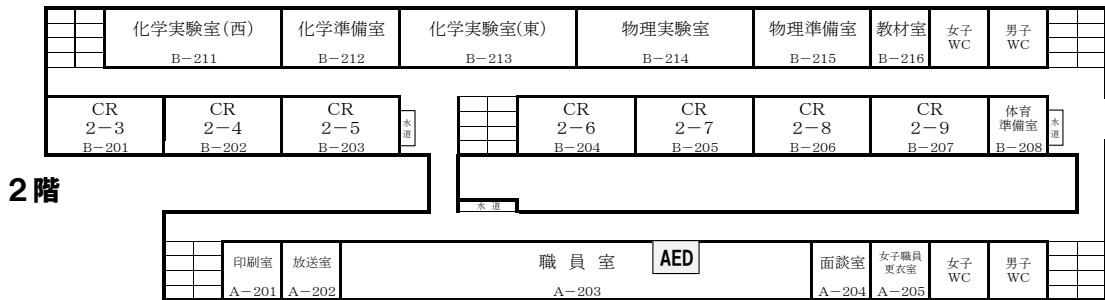 化学実験室(西) 化学準備室 化学実験室(東) 物理実験室 物理準備室 教材室 女子 男子
WC WC
B-211 B-212 B-213 B-214 B-215 B-216
CR CR CR CR CR CR CR 体育
2-3 2-4 2-5 水道 2-6 2-7 2-8 2-9 準備室 水道
B-201 B-202 B-203 B-204 B-205 B-206 B-207 B-208
2階
水道
印刷室 放送室 職員室 AED 面談室 女子職員 女子 男子
更衣室 WC WC
A-201 A-202 A-203 A-204 A-205